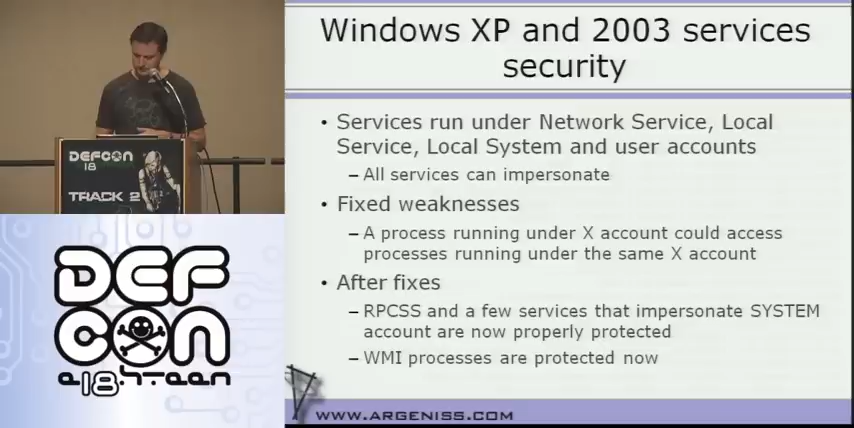 Windows XP and 2003 services
security
• Services run under Network Service, Local
Service, Local System and user accounts
– All services can impersonate
• Fixed weaknesses
– A process running under X account could access
processes running under the same X account
• After fixes
– RPCSS and a few services that impersonate SYSTEM
account are now properly protected
– WMI processes are protected now
WWW.ARGENISS.COM
DEFCON
18
TRACK 2
DEF
CON
e18hteen